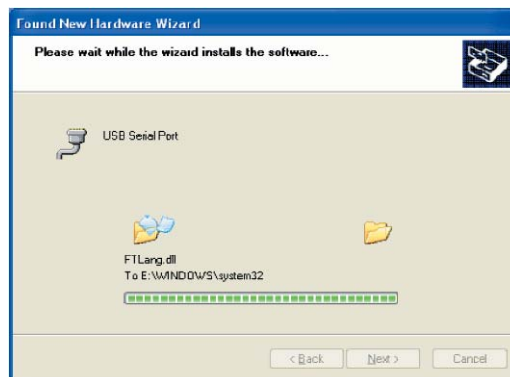 Found New Hardware Wizard
Please wait while the wizard installs the software...
USB Serial Port
FTLang.dll
To E:\WINDOWS\system32
< Back
Next >
Cancel